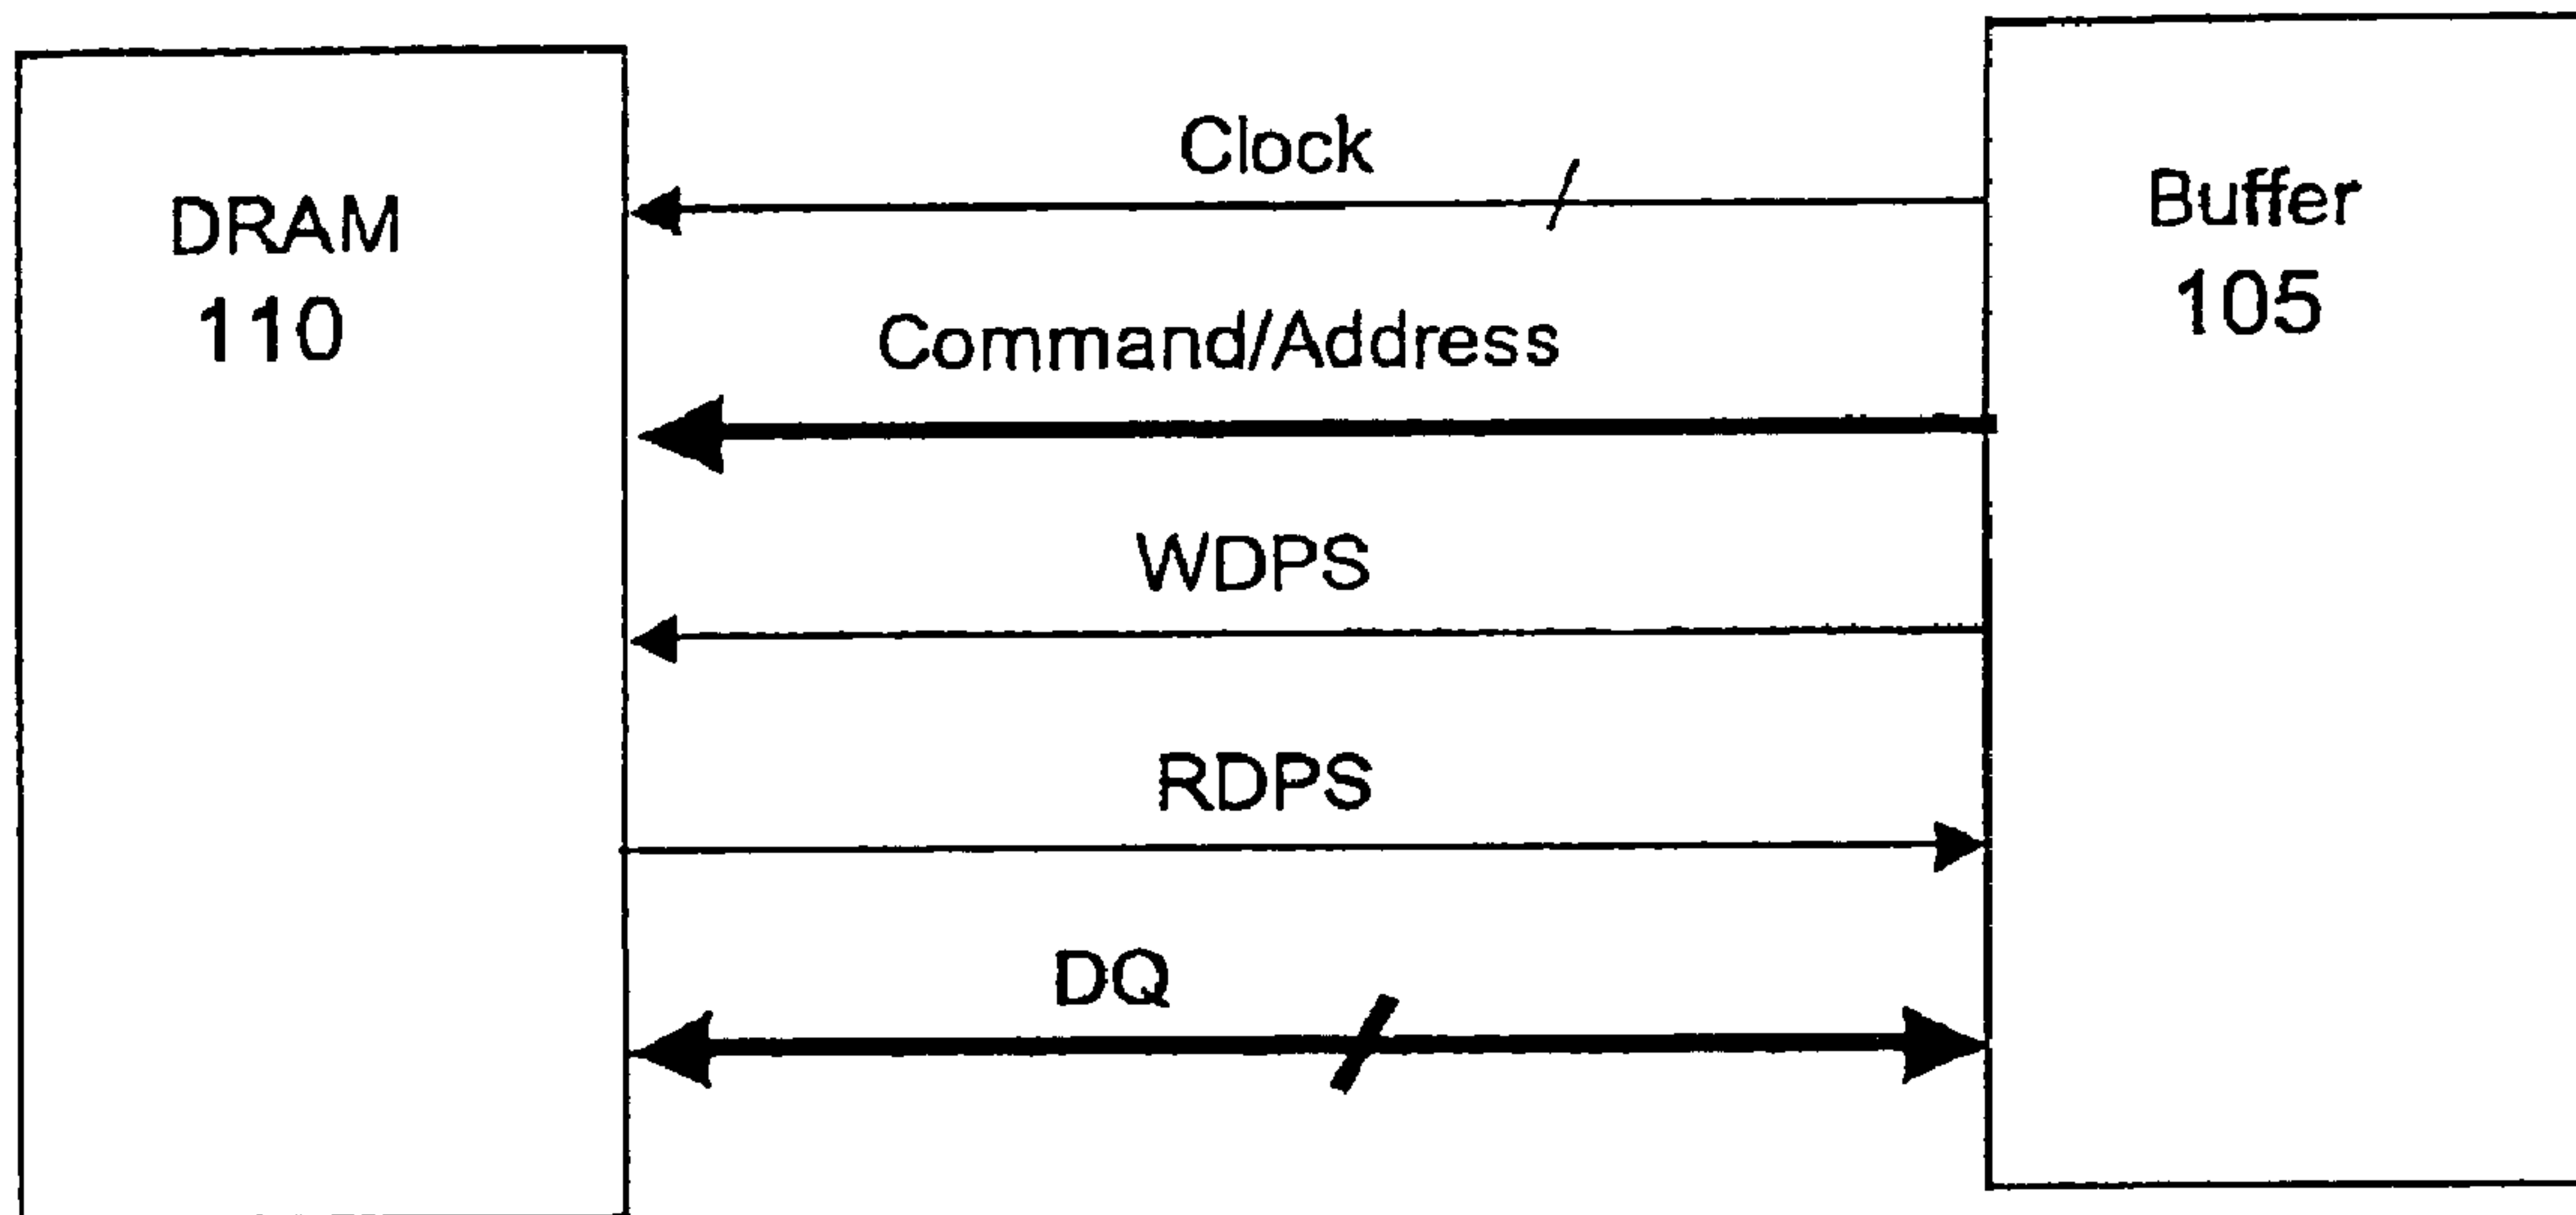 DRAM
110
Clock
Command/Address
WDPS
RDPS
DQ
Buffer
105